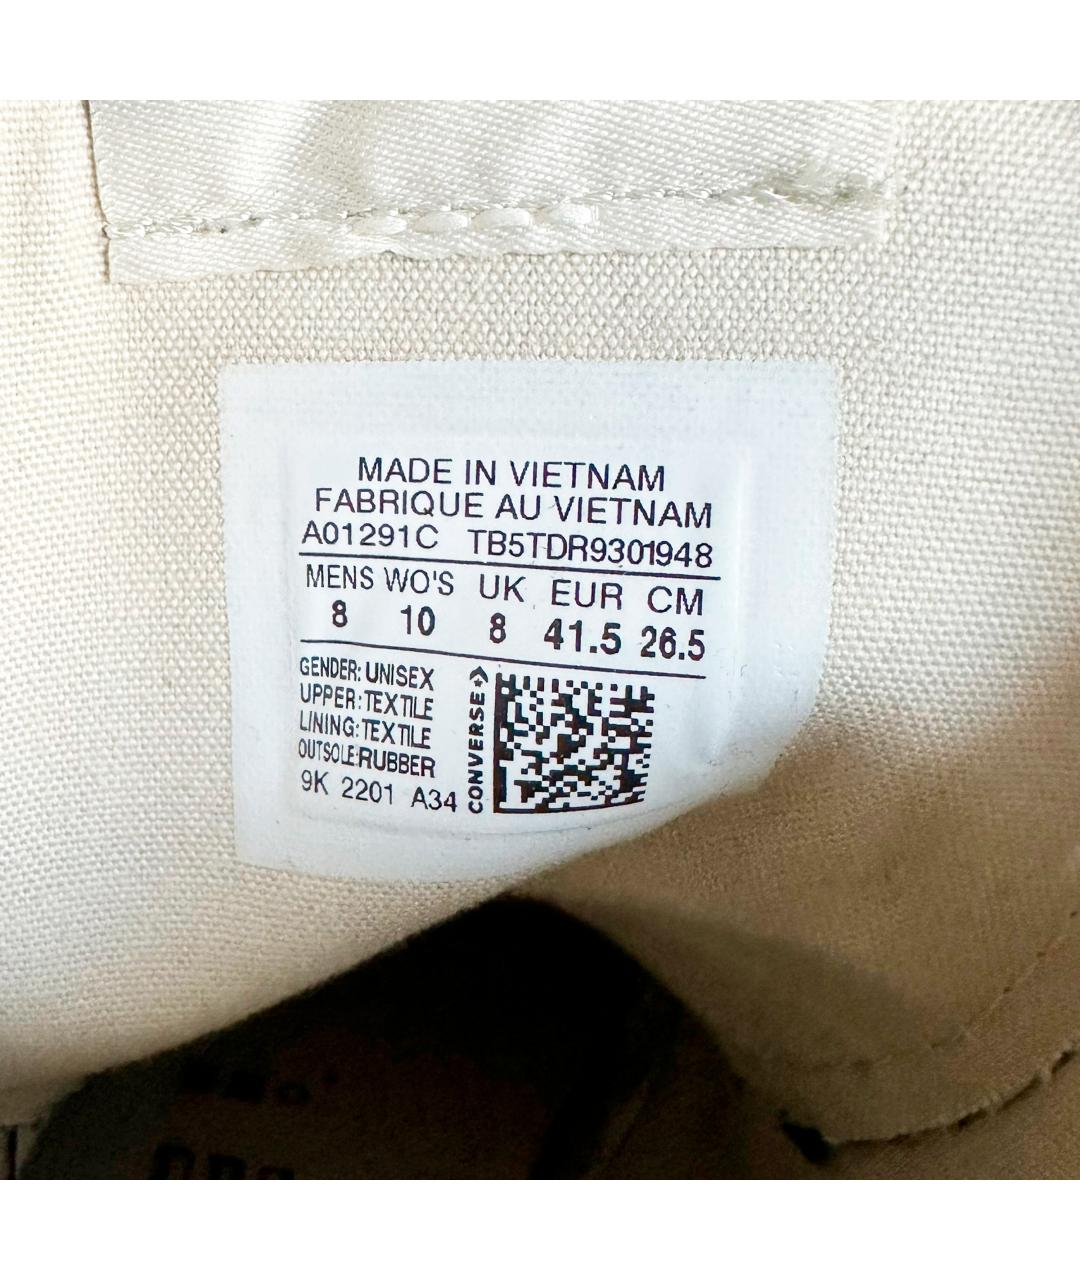 MADE IN VIETNAM
FABRIQUE AU VIETNAM
A01291C TB5TDR9301948
MENS WO'S UK EUR CM
8 10 8 41.5 26.5
GENDER: UNISEX
UPPER: TEXTILE
LINING: TEXTILE
OUTSOLE: RUBBER
9K 2201 A34
CONVERSE